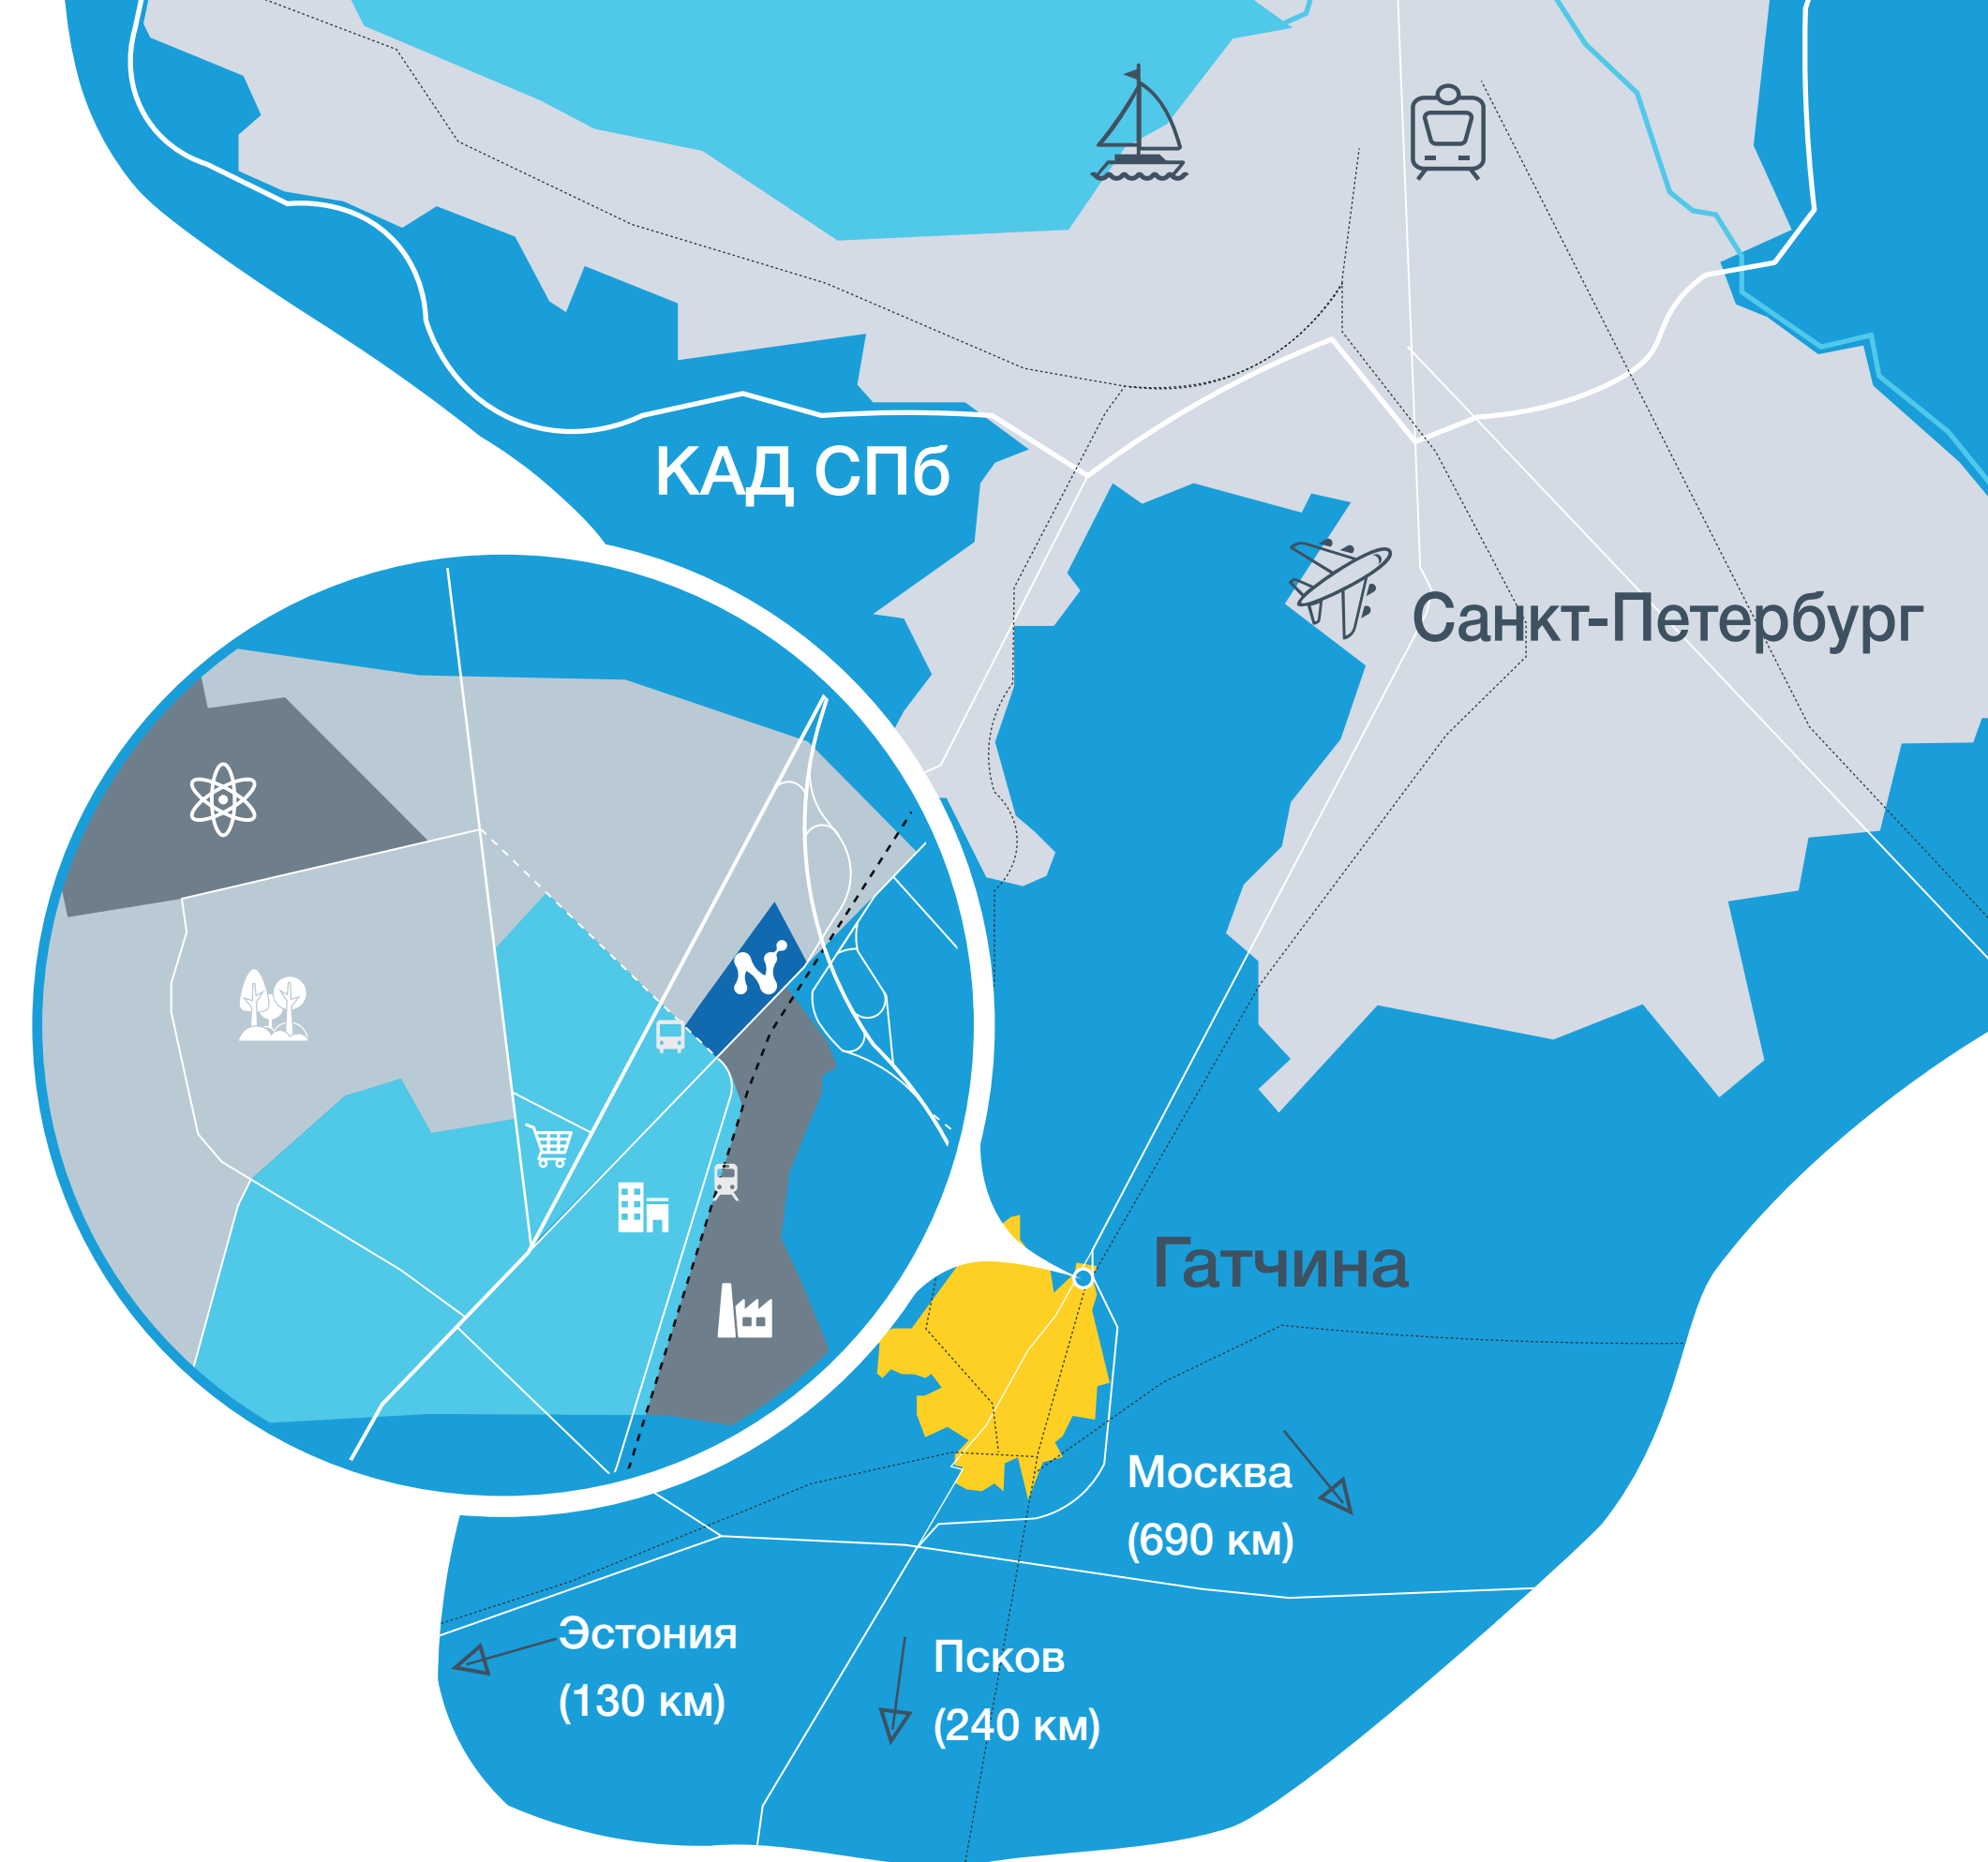 КАД СПб
Санкт-Петербург
Гатчина
Москва
(690 км)
Эстония
(130 км)
Псков
(240 км)